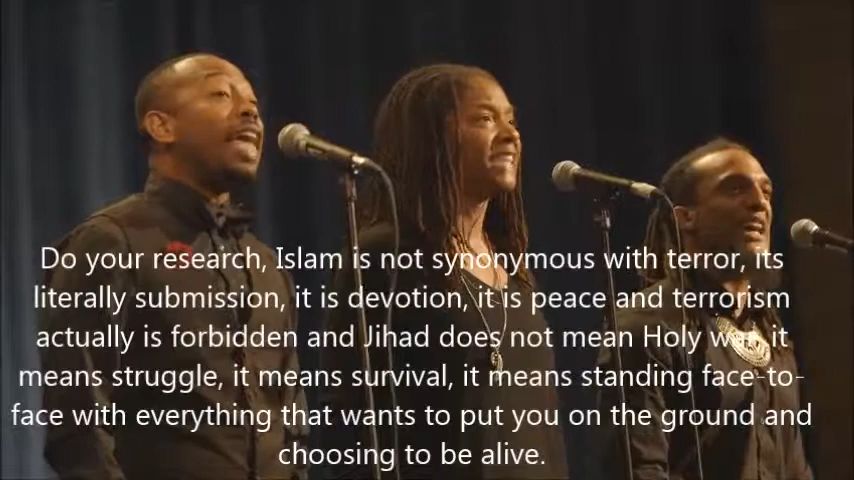 Do your research, Islam is not synonymous with terror, its
literally submission, it is devotion, it is peace and terrorism
actually is forbidden and Jihad does not mean Holy war, it
means struggle, it means survival, it means standing face-to-
face with everything that wants to put you on the ground and
choosing to be alive.